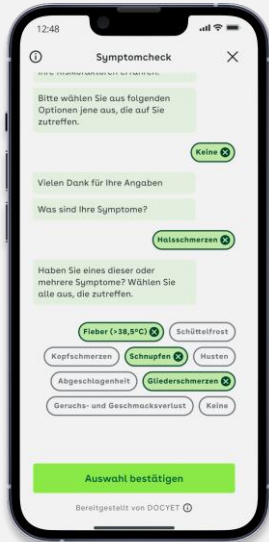 12:48
Symptomcheck
Ihre Risikofaktoren erfahren.
Bitte wählen Sie aus folgenden
Optionen jene aus, die auf Sie
zutreffen.
Keine
Vielen Dank für Ihre Angaben
Was sind Ihre Symptome?
Halsschmerzen
Haben Sie eines dieser oder
mehrere Symptome? Wählen Sie
alle aus, die zutreffen.
Fieber (>38,5°C) Schüttelfrost
Kopfschmerzen Schnupfen Husten
Abgeschlagenheit Gliederschmerzen
Geruchs- und Geschmacksverlust Keine
Auswahl bestätigen
Bereitgestellt von DOCYET